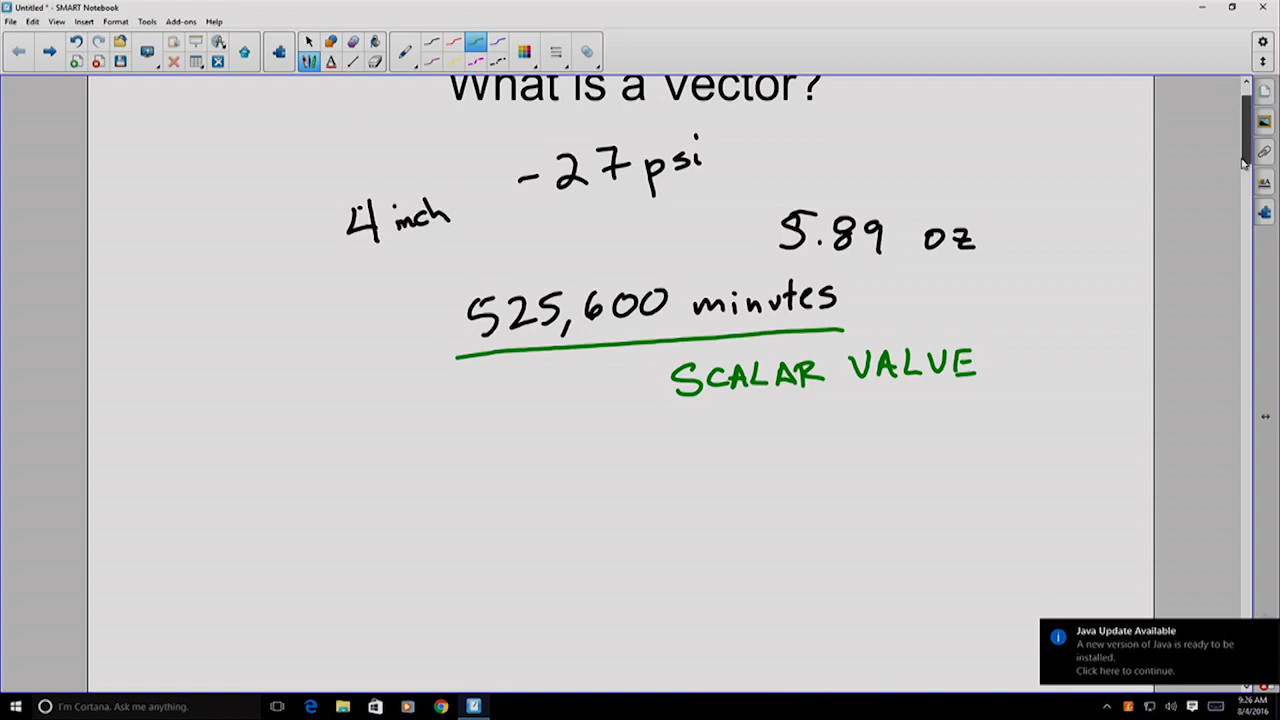 Untitled * - SMART Notebook
File Edit View Insert Format Tools Add-ons Help
What is a Vector?
-27 psi
4 inch
5.89 oz
525,600 minutes
SCALAR VALUE
Java Update Available
A new version of Java is ready to be
installed.
Click here to continue.
I'm Cortana. Ask me anything.
9:26 AM
8/4/2016